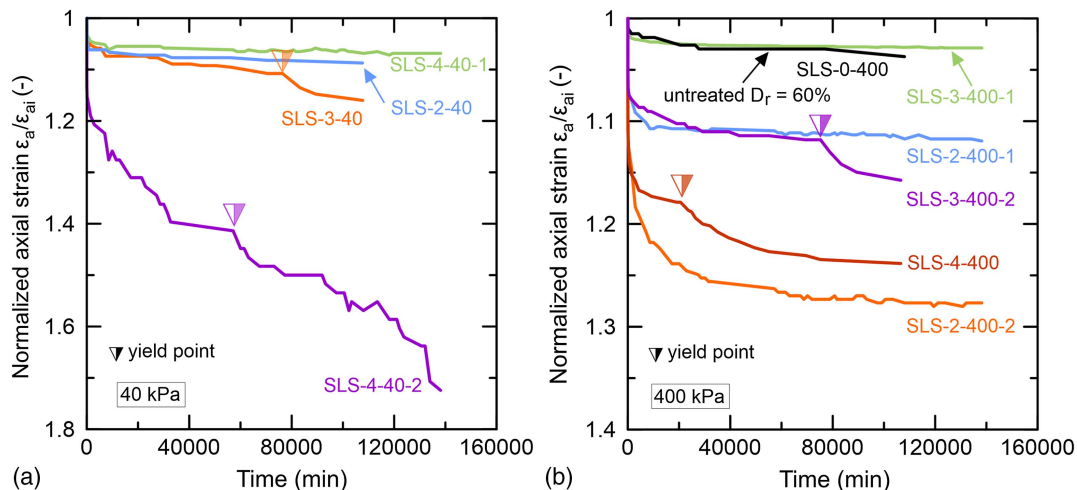 Normalized axial strain εa/εai (-)
1
1.2
1.4
1.6
1.8
SLS-4-40-1
SLS-2-40
SLS-3-40
SLS-4-40-2
yield point
40 kPa
0
40000
80000
120000
160000
Time (min)
(a)
Normalized axial strain εa/εai (-)
1
1.1
1.2
1.3
1.4
SLS-0-400
untreated Dr = 60%
SLS-3-400-1
SLS-2-400-1
SLS-3-400-2
SLS-4-400
SLS-2-400-2
yield point
400 kPa
0
40000
80000
120000
160000
Time (min)
(b)